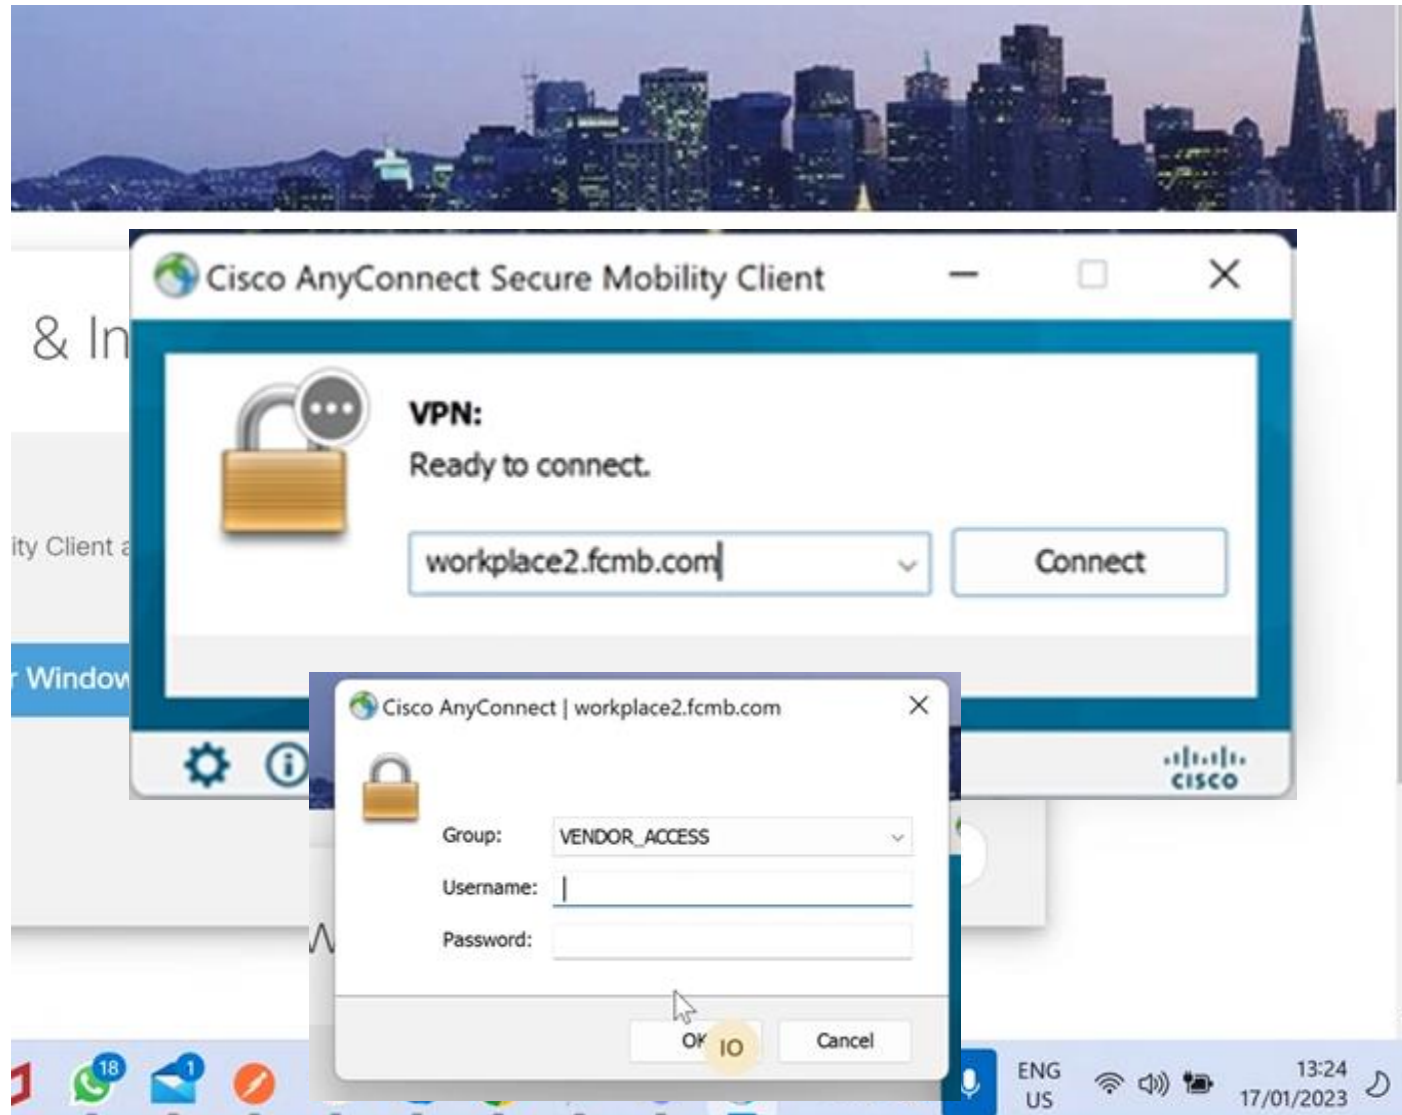 Cisco AnyConnect Secure Mobility Client
& In
VPN:
Ready to connect.
ity Client a
workplace2.fcmb.com
Connect
r Window
Cisco AnyConnect | workplace2.fcmb.com
CISCO
Group:
VENDOR_ACCESS
Username:
Password:
IO
Cancel
18
1
ENG
US
13:24
17/01/2023